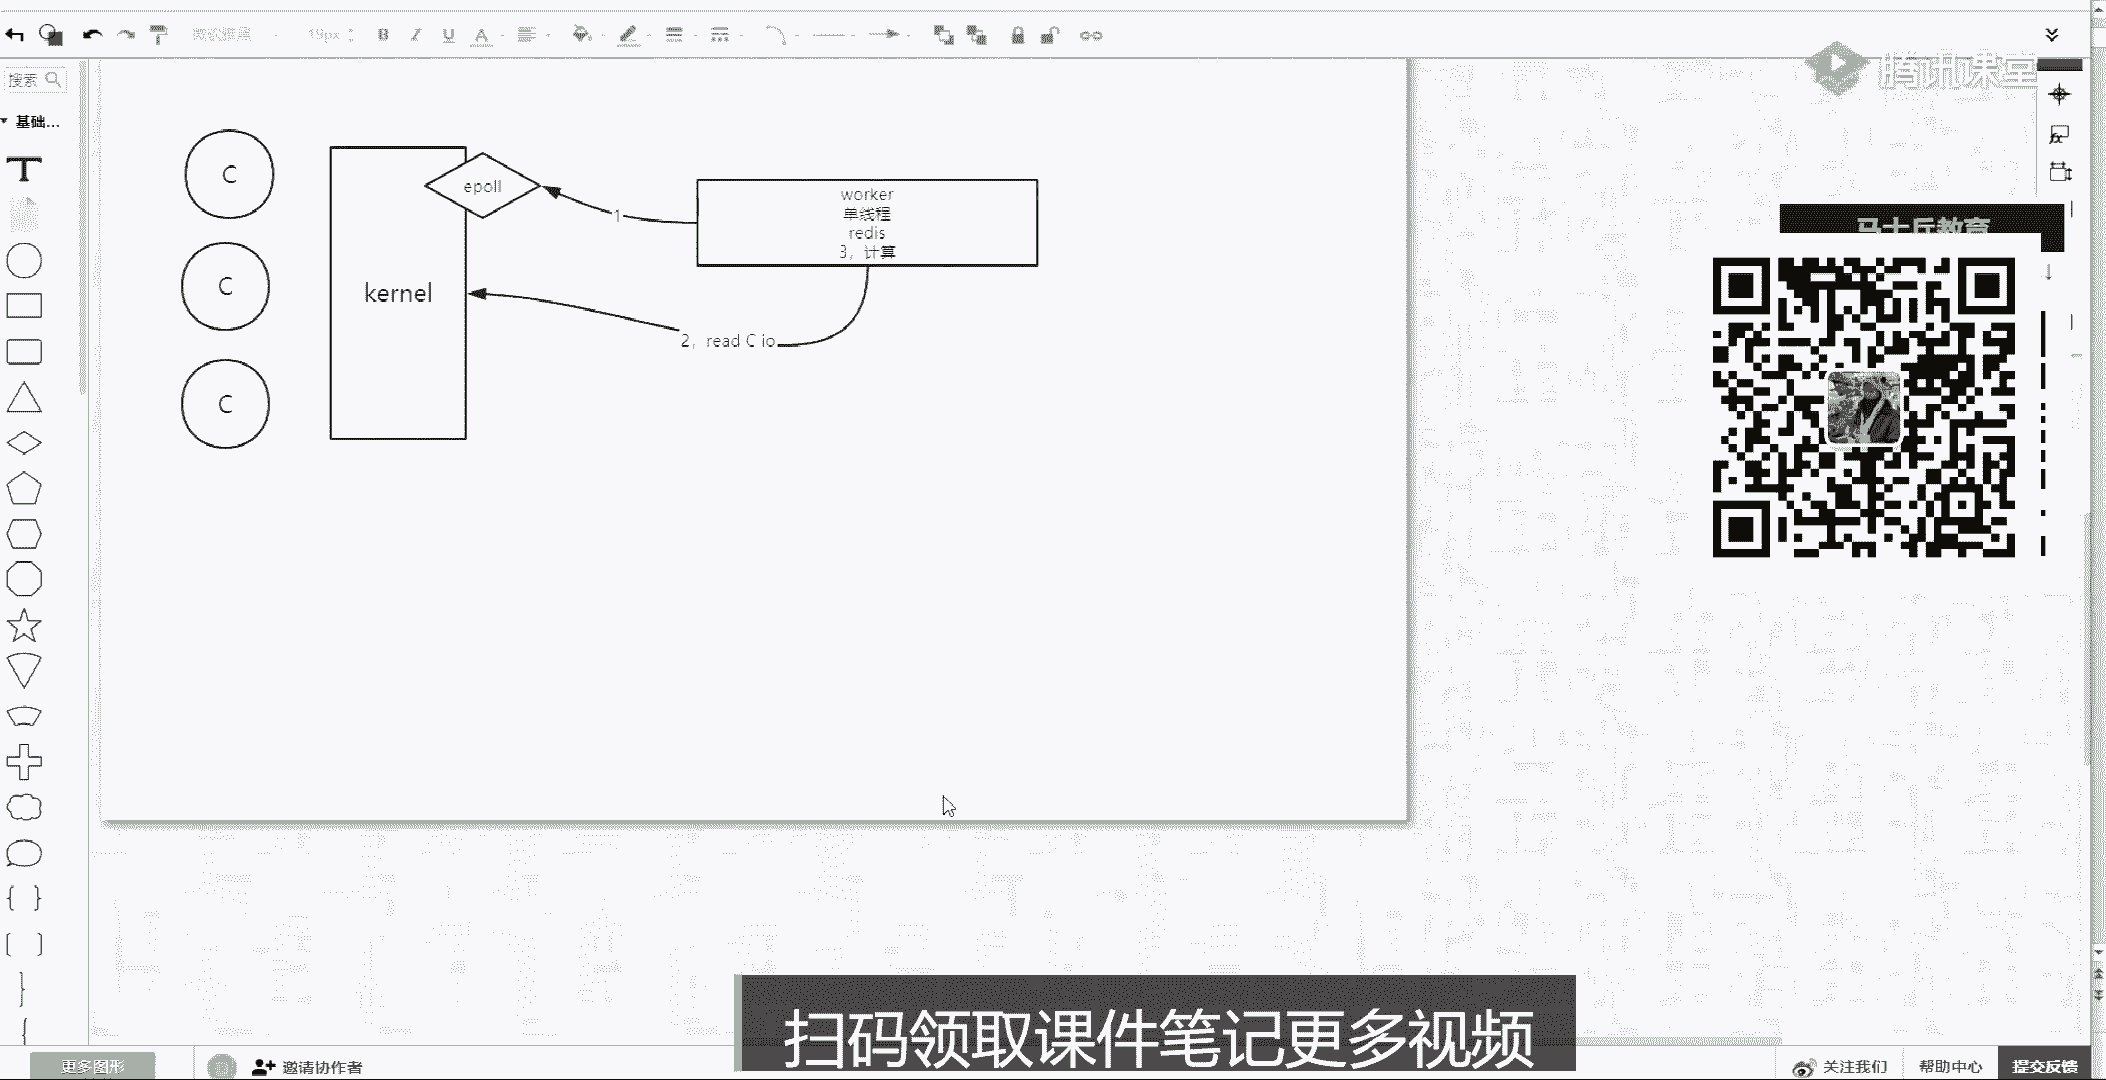 微软雅黑
19px
B
I
U
A
腾讯课堂
搜索
基础...
T
fx
C
epoll
1
worker
单线程
redis
3，计算
马士兵教育
C
kernel
2，read C io
C
扫码领取课件笔记更多视频
更多图形
邀请协作者
关注我们
帮助中心
提交反馈